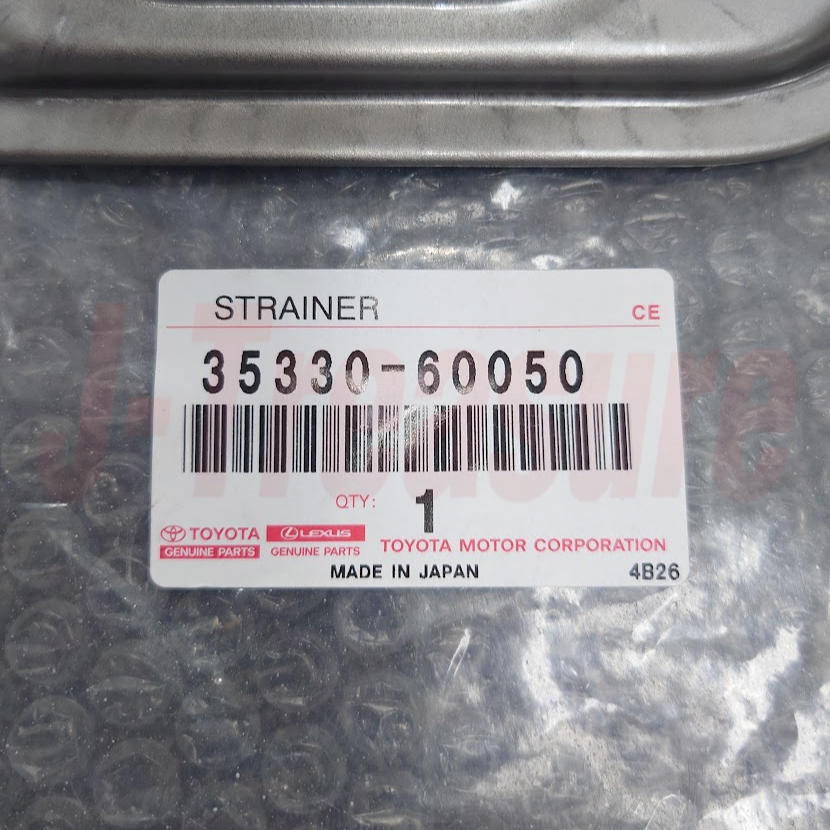 STRAINER
CE
35330-60050
QTY: 1
TOYOTA LEXUS
GENUINE PARTS GENUINE PARTS TOYOTA MOTOR CORPORATION
MADE IN JAPAN 4B26
J-Treasure